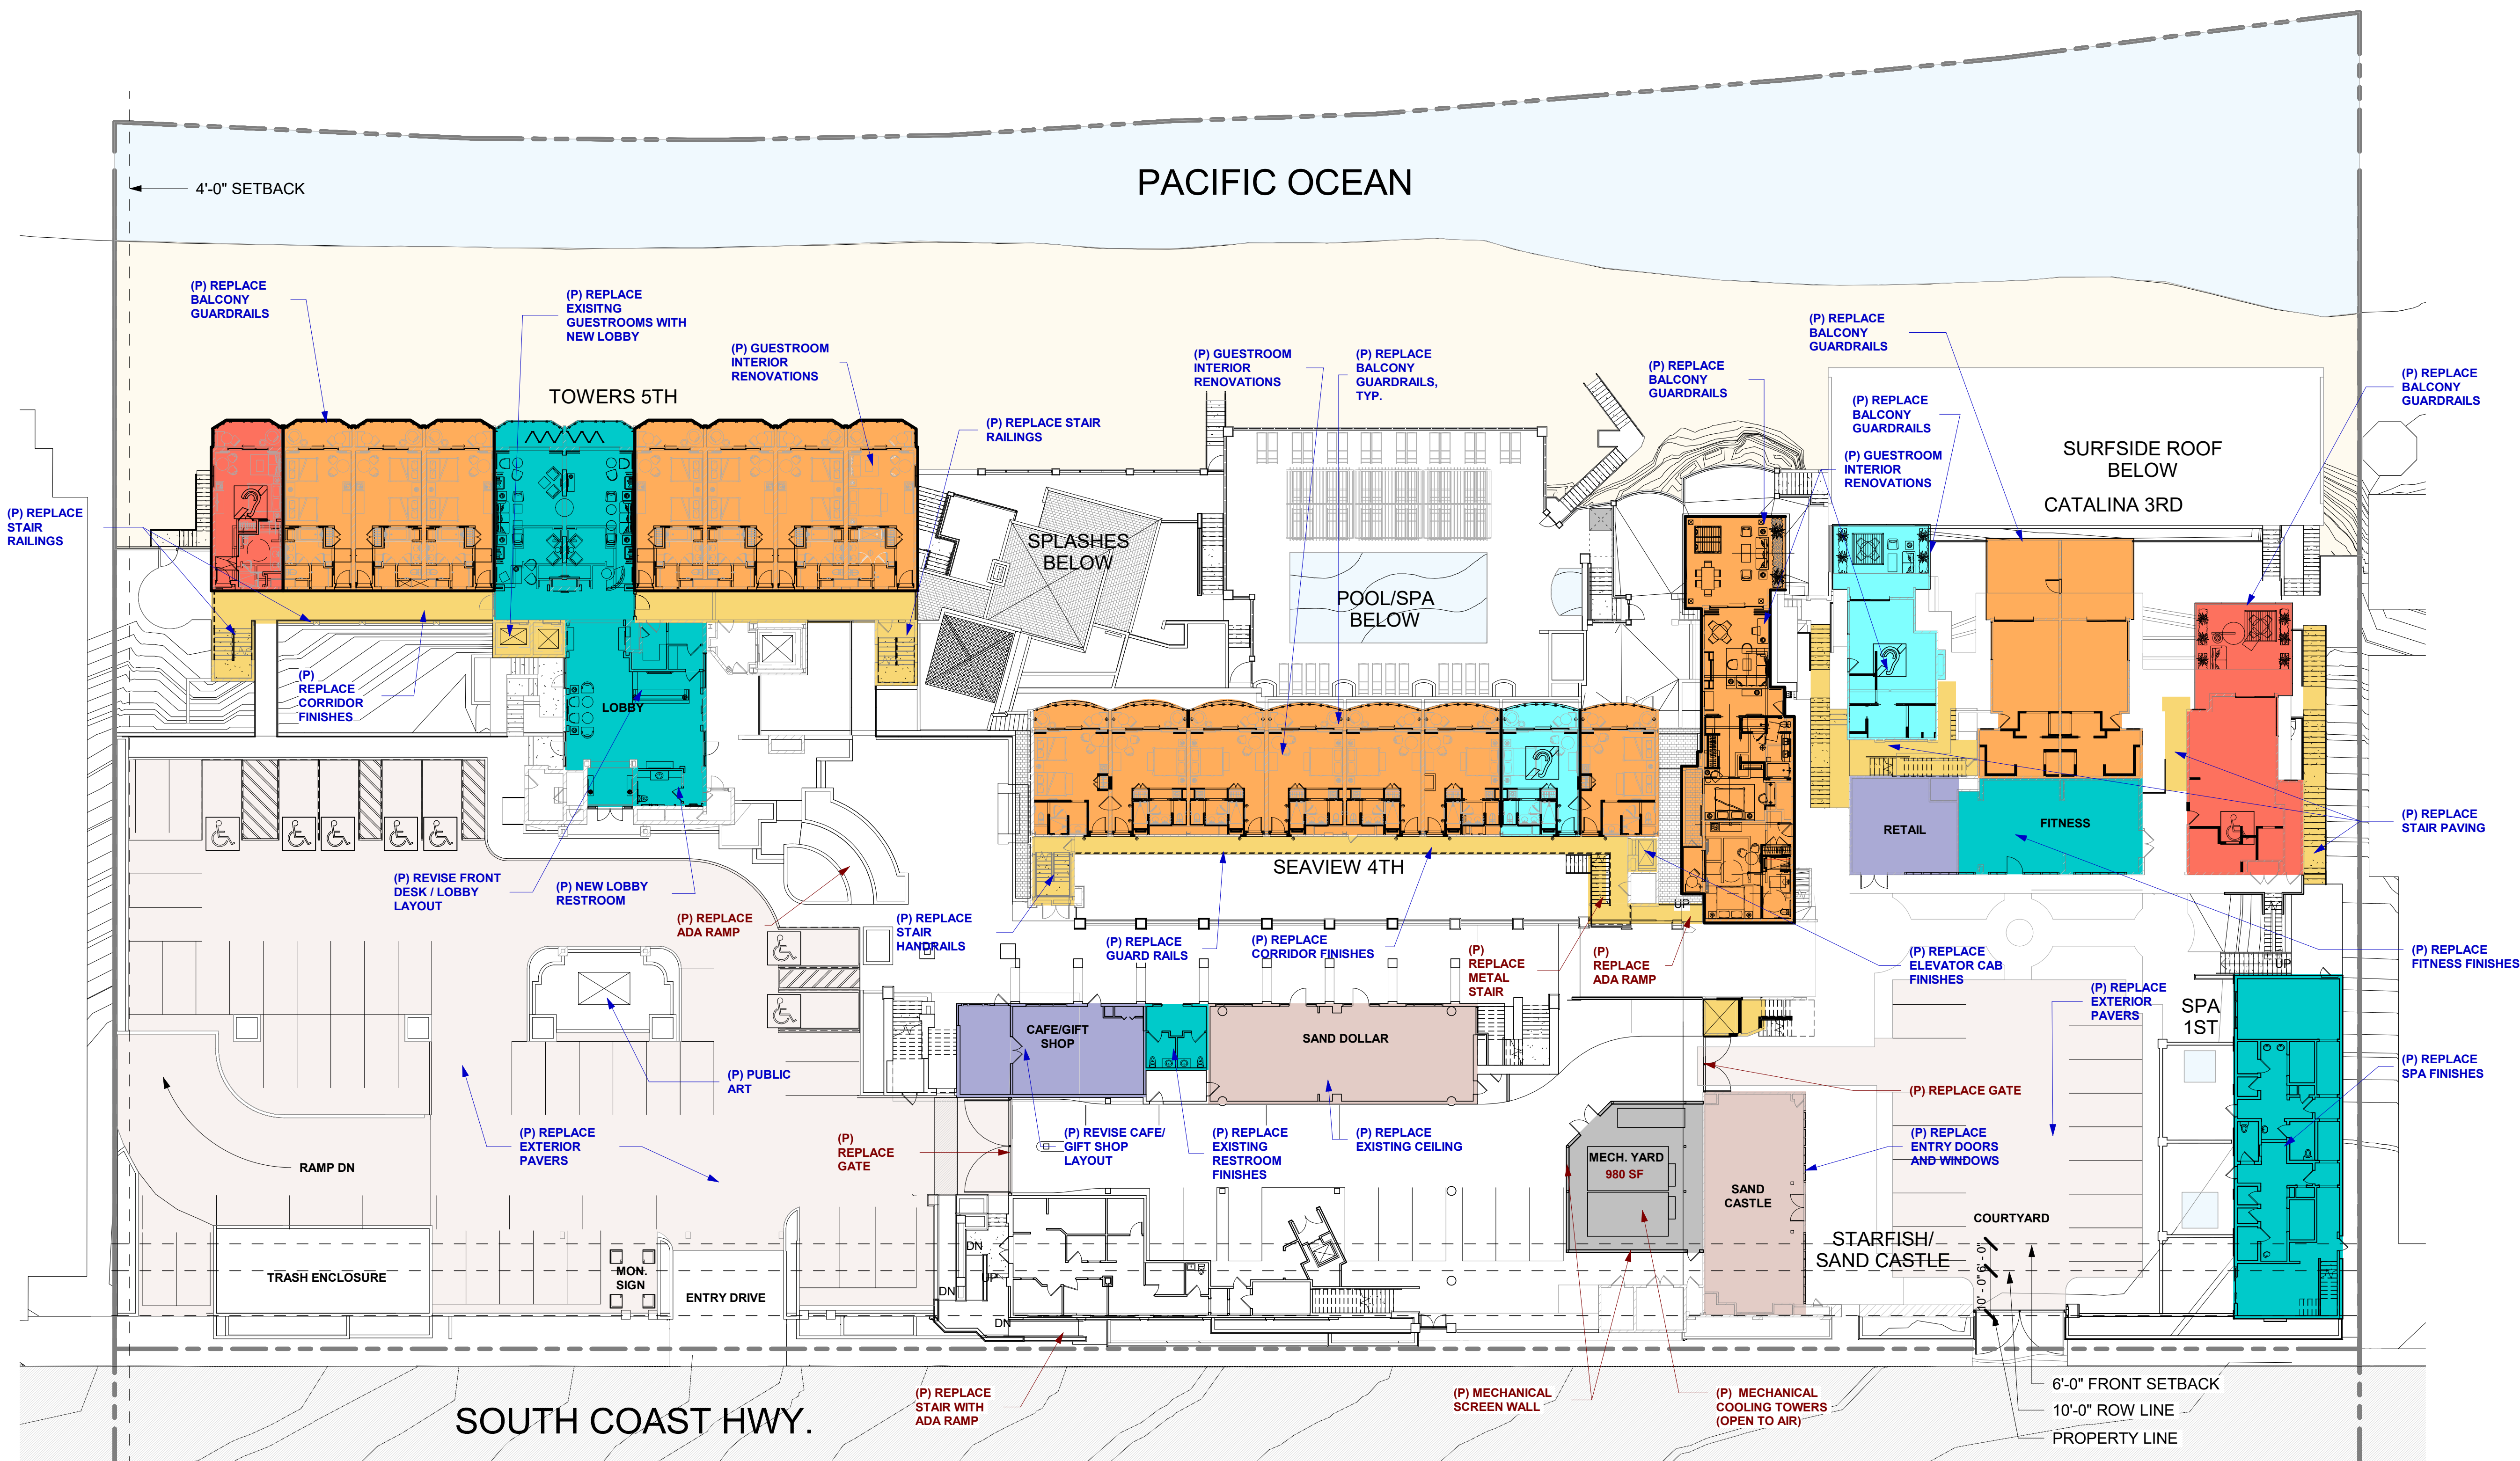 PACIFIC OCEAN
4'-0" SETBACK
(P) REPLACE
BALCONY
GUARDRAILS
(P) REPLACE
EXISITNG
GUESTROOMS WITH
NEW LOBBY
(P) GUESTROOM
INTERIOR
RENOVATIONS
TOWERS 5TH
(P) REPLACE STAIR
RAILINGS
(P) GUESTROOM
INTERIOR
RENOVATIONS
(P) REPLACE
BALCONY
GUARDRAILS,
TYP.
(P) REPLACE
BALCONY
GUARDRAILS
(P) REPLACE
BALCONY
GUARDRAILS
(P) REPLACE
BALCONY
GUARDRAILS
(P) GUESTROOM
INTERIOR
RENOVATIONS
(P) REPLACE
BALCONY
GUARDRAILS
SURFSIDE ROOF
BELOW
CATALINA 3RD
(P) REPLACE
STAIR
RAILINGS
SPLASHES
BELOW
POOL/SPA
BELOW
(P)
REPLACE
CORRIDOR
FINISHES
LOBBY
(P) REVISE FRONT
DESK / LOBBY
LAYOUT
(P) NEW LOBBY
RESTROOM
(P) REPLACE
ADA RAMP
(P) REPLACE
STAIR
HANDRAILS
SEAVIEW 4TH
(P) REPLACE
GUARD RAILS
(P) REPLACE
CORRIDOR FINISHES
(P)
REPLACE
METAL
STAIR
(P)
REPLACE
ADA RAMP
UP
RETAIL
FITNESS
(P) REPLACE
STAIR PAVING
(P) REPLACE
ELEVATOR CAB
FINISHES
(P) REPLACE
FITNESS FINISHES
UP
(P) REPLACE
EXTERIOR
PAVERS
SPA
1ST
(P) REPLACE
SPA FINISHES
CAFE/GIFT
SHOP
SAND DOLLAR
(P) PUBLIC
ART
(P) REPLACE GATE
(P) REPLACE
EXTERIOR
PAVERS
(P)
REPLACE
GATE
(P) REVISE CAFE/
GIFT SHOP
LAYOUT
(P) REPLACE
EXISTING
RESTROOM
FINISHES
(P) REPLACE
EXISTING CEILING
MECH. YARD
980 SF
(P) REPLACE
ENTRY DOORS
AND WINDOWS
SAND
CASTLE
RAMP DN
COURTYARD
STARFISH/
SAND CASTLE
6' - 0"
10' - 0"
TRASH ENCLOSURE
MON.
SIGN
ENTRY DRIVE
DN
UP
DN
DN
(P) REPLACE
STAIR WITH
ADA RAMP
(P) MECHANICAL
SCREEN WALL
(P) MECHANICAL
COOLING TOWERS
(OPEN TO AIR)
6'-0" FRONT SETBACK
10'-0" ROW LINE
PROPERTY LINE
SOUTH COAST HWY.